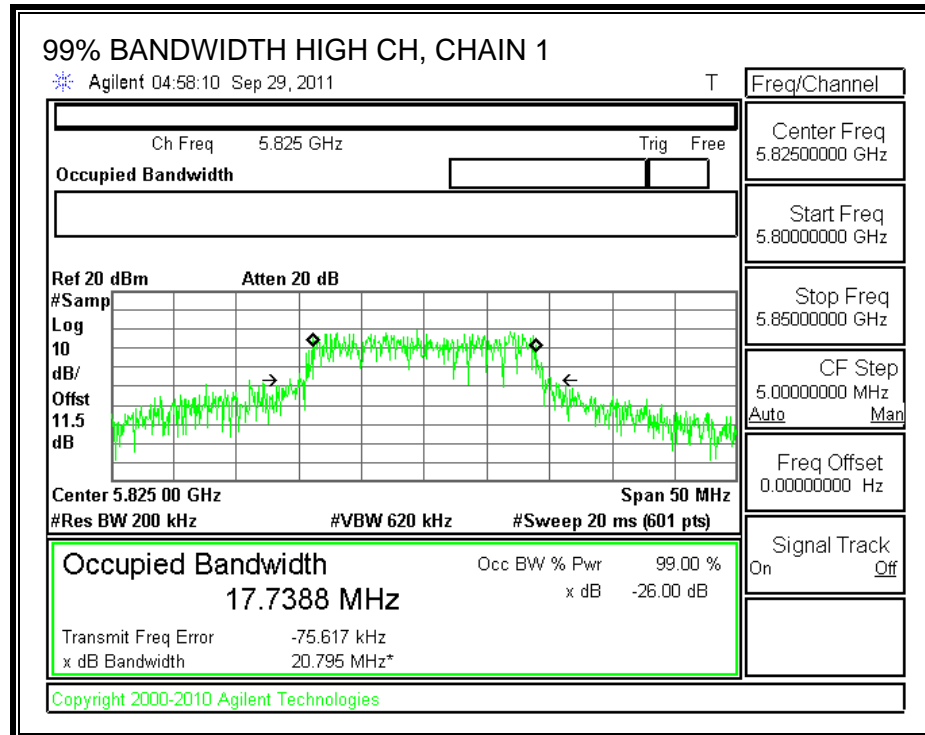 99% BANDWIDTH HIGH CH, CHAIN 1
Agilent 04:58:10 Sep 29, 2011 T
Freq/Channel
Ch Freq 5.825 GHz Trig Free
Occupied Bandwidth
Center Freq
5.82500000 GHz
Start Freq
5.80000000 GHz
Stop Freq
5.85000000 GHz
CF Step
5.00000000 MHz
Auto Man
Freq Offset
0.00000000 Hz
Signal Track
On Off
Ref 20 dBm Atten 20 dB
#Samp
Log
10
dB/
Offst
11.5
dB
Center 5.825 00 GHz Span 50 MHz
#Res BW 200 kHz #VBW 620 kHz #Sweep 20 ms (601 pts)
Occupied Bandwidth
17.7388 MHz
Occ BW % Pwr 99.00 %
x dB -26.00 dB
Transmit Freq Error -75.617 kHz
x dB Bandwidth 20.795 MHz*
Copyright 2000-2010 Agilent Technologies